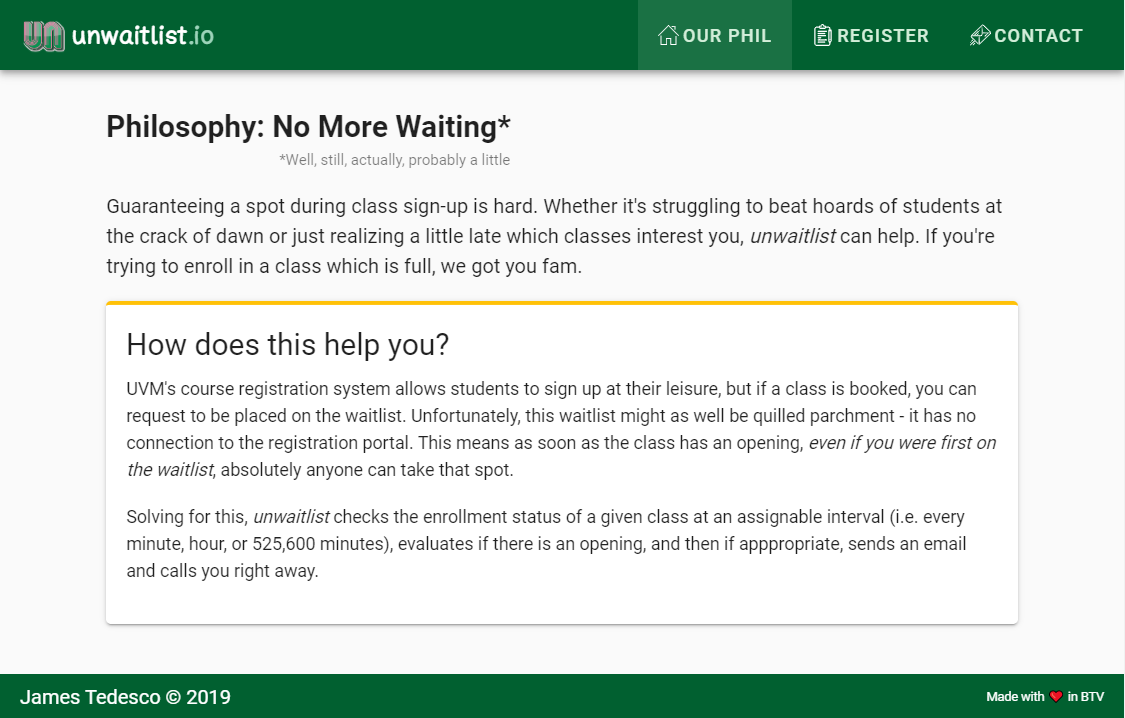 UN unwaitlist.io
OUR PHIL
REGISTER
CONTACT
Philosophy: No More Waiting*
*Well, still, actually, probably a little
Guaranteeing a spot during class sign-up is hard. Whether it's struggling to beat hoards of students at
the crack of dawn or just realizing a little late which classes interest you, unwaitlist can help. If you're
trying to enroll in a class which is full, we got you fam.
How does this help you?
UVM's course registration system allows students to sign up at their leisure, but if a class is booked, you can
request to be placed on the waitlist. Unfortunately, this waitlist might as well be quilled parchment - it has no
connection to the registration portal. This means as soon as the class has an opening, even if you were first on
the waitlist, absolutely anyone can take that spot.
Solving for this, unwaitlist checks the enrollment status of a given class at an assignable interval (i.e. every
minute, hour, or 525,600 minutes), evaluates if there is an opening, and then if apppropriate, sends an email
and calls you right away.
James Tedesco © 2019
Made with ❤ in BTV